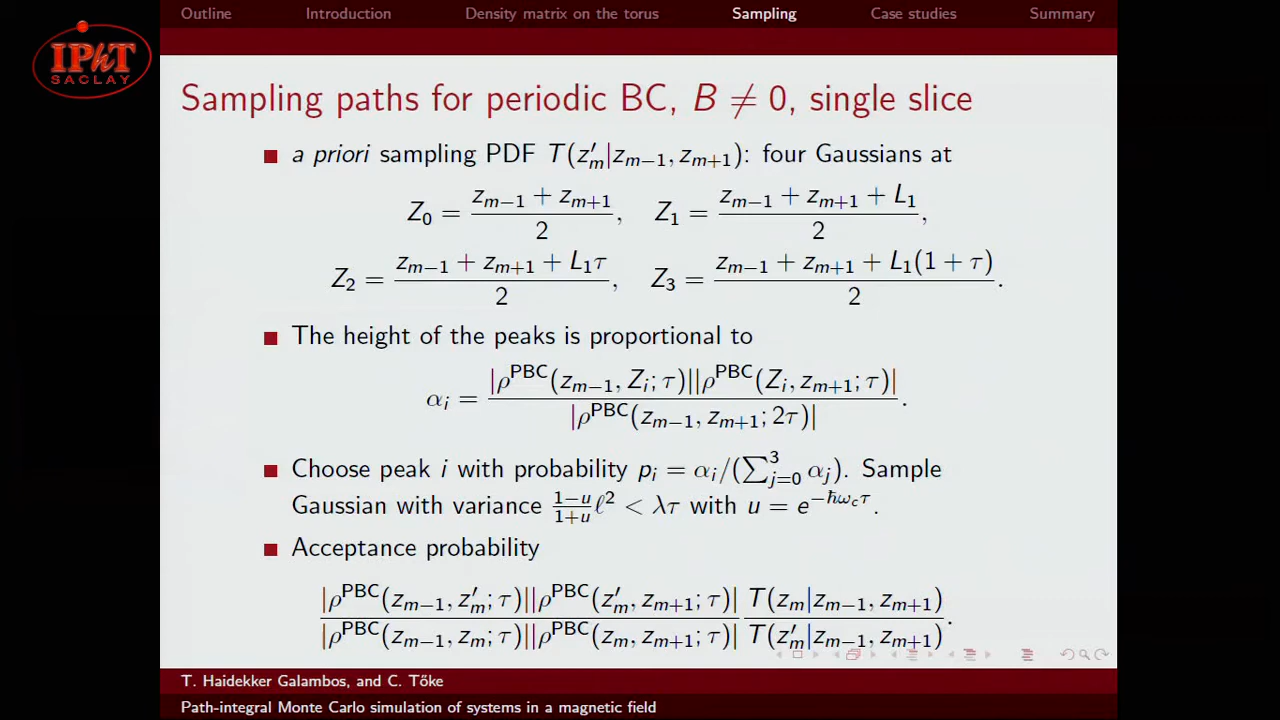 Outline Introduction Density matrix on the torus Sampling Case studies Summary
IPhT
SACLAY
Sampling paths for periodic BC, B ≠ 0, single slice
a priori sampling PDF T(z′_m|z_{m−1}, z_{m+1}): four Gaussians at
Z_0 = (z_{m−1} + z_{m+1})/2, Z_1 = (z_{m−1} + z_{m+1} + L_1)/2,
Z_2 = (z_{m−1} + z_{m+1} + L_1τ)/2, Z_3 = (z_{m−1} + z_{m+1} + L_1(1 + τ))/2.
The height of the peaks is proportional to
α_i = |ρ^PBC(z_{m−1}, Z_i; τ)||ρ^PBC(Z_i, z_{m+1}; τ)| / |ρ^PBC(z_{m−1}, z_{m+1}; 2τ)|.
Choose peak i with probability p_i = α_i/(∑_{j=0}^3 α_j). Sample
Gaussian with variance (1−u)/(1+u) ℓ² < λτ with u = e^{−ℏω_cτ}.
Acceptance probability
|ρ^PBC(z_{m−1}, z′_m; τ)||ρ^PBC(z′_m, z_{m+1}; τ)| / |ρ^PBC(z_{m−1}, z_m; τ)||ρ^PBC(z_m, z_{m+1}; τ)| T(z_m|z_{m−1}, z_{m+1}) / T(z′_m|z_{m−1}, z_{m+1}).
T. Haidekker Galambos, and C. Tőke
Path-integral Monte Carlo simulation of systems in a magnetic field